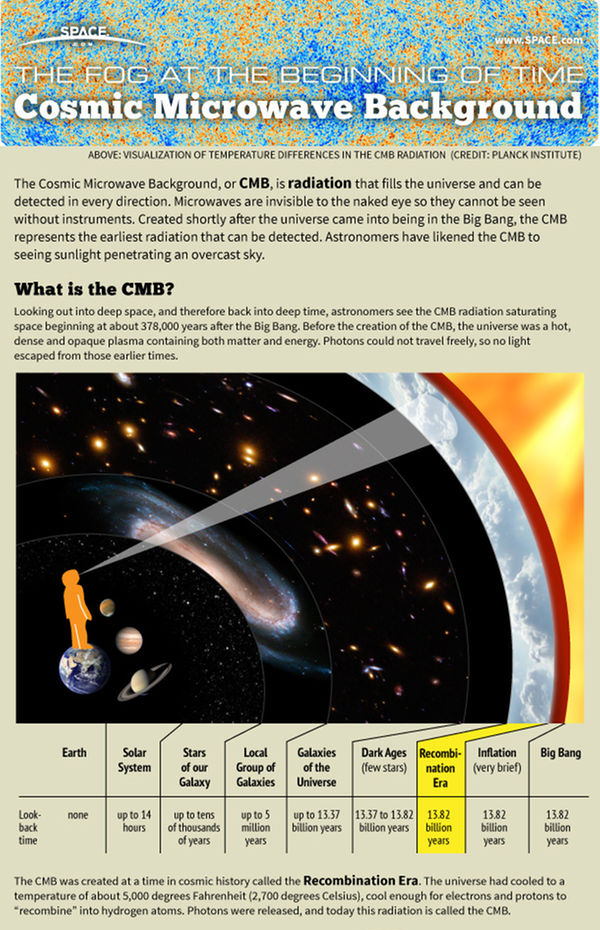 SPACE
.com
www.SPACE.com
THE FOG AT THE BEGINNING OF TIME
Cosmic Microwave Background
ABOVE: VISUALIZATION OF TEMPERATURE DIFFERENCES IN THE CMB RADIATION (CREDIT: PLANCK INSTITUTE)
The Cosmic Microwave Background, or CMB, is radiation that fills the universe and can be
detected in every direction. Microwaves are invisible to the naked eye so they cannot be seen
without instruments. Created shortly after the universe came into being in the Big Bang, the CMB
represents the earliest radiation that can be detected. Astronomers have likened the CMB to
seeing sunlight penetrating an overcast sky.
What is the CMB?
Looking out into deep space, and therefore back into deep time, astronomers see the CMB radiation saturating
space beginning at about 378,000 years after the Big Bang. Before the creation of the CMB, the universe was a hot,
dense and opaque plasma containing both matter and energy. Photons could not travel freely, so no light
escaped from those earlier times.
Earth
Solar
System
Stars
of our
Galaxy
Local
Group of
Galaxies
Galaxies
of the
Universe
Dark Ages
(few stars)
Recombi-
nation
Era
Inflation
(very brief)
Big Bang
Look-
back
time
none
up to 14
hours
up to tens
of thousands
of years
up to 5
million
years
up to 13.37
billion years
13.37 to 13.82
billion years
13.82
billion
years
13.82
billion
years
13.82
billion
years
The CMB was created at a time in cosmic history called the Recombination Era. The universe had cooled to a
temperature of about 5,000 degrees Fahrenheit (2,700 degrees Celsius), cool enough for electrons and protons to
“recombine” into hydrogen atoms. Photons were released, and today this radiation is called the CMB.